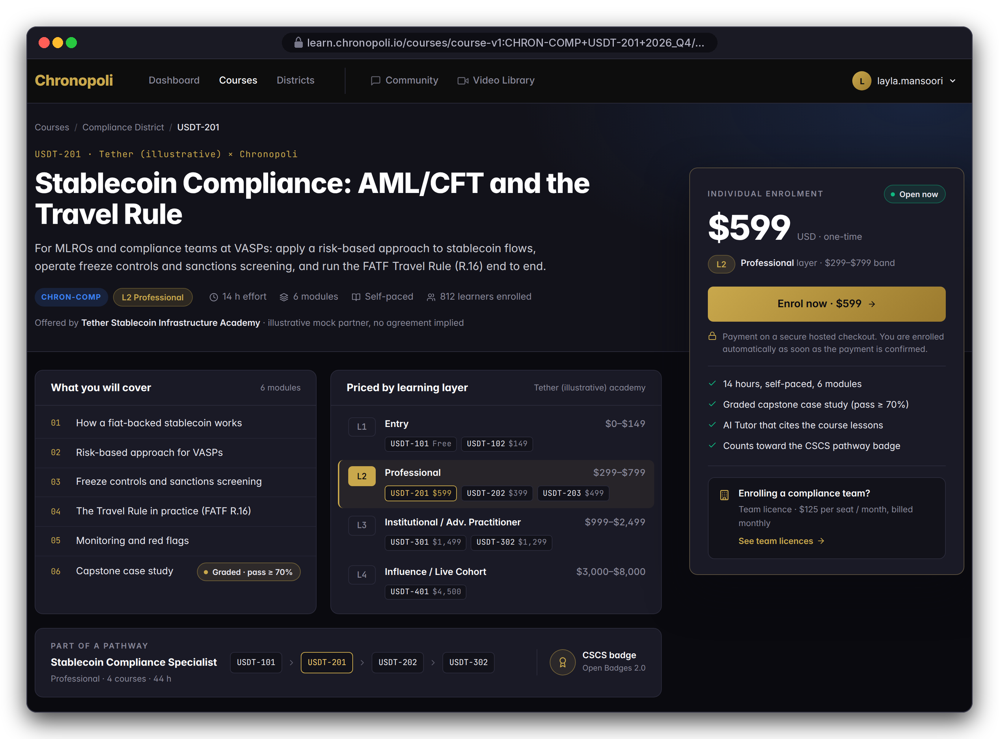 learn.chronopoli.io/courses/course-v1:CHRON-COMP+USDT-201+2026_Q4/...
Chronopoli
Dashboard
Courses
Districts
Community
Video Library
L
layla.mansoori
Courses / Compliance District / USDT-201
USDT-201 · Tether (illustrative) × Chronopoli
Stablecoin Compliance: AML/CFT and the
Travel Rule
For MLROs and compliance teams at VASPs: apply a risk-based approach to stablecoin flows,
operate freeze controls and sanctions screening, and run the FATF Travel Rule (R.16) end to end.
CHRON-COMP
L2 Professional
14 h effort
6 modules
Self-paced
812 learners enrolled
Offered by Tether Stablecoin Infrastructure Academy · illustrative mock partner, no agreement implied
INDIVIDUAL ENROLMENT
Open now
$599 USD · one-time
L2 Professional layer · $299–$799 band
Enrol now · $599 →
Payment on a secure hosted checkout. You are enrolled
automatically as soon as the payment is confirmed.
14 hours, self-paced, 6 modules
Graded capstone case study (pass ≥ 70%)
AI Tutor that cites the course lessons
Counts toward the CSCS pathway badge
Enrolling a compliance team?
Team licence · $125 per seat / month, billed
monthly
See team licences →
What you will cover
6 modules
01 How a fiat-backed stablecoin works
02 Risk-based approach for VASPs
03 Freeze controls and sanctions screening
04 The Travel Rule in practice (FATF R.16)
05 Monitoring and red flags
06 Capstone case study
Graded · pass ≥ 70%
Priced by learning layer
Tether (illustrative) academy
L1 Entry $0–$149
USDT-101 Free
USDT-102 $149
L2 Professional $299–$799
USDT-201 $599
USDT-202 $399
USDT-203 $499
L3 Institutional / Adv. Practitioner $999–$2,499
USDT-301 $1,499
USDT-302 $1,299
L4 Influence / Live Cohort $3,000–$8,000
USDT-401 $4,500
PART OF A PATHWAY
Stablecoin Compliance Specialist
Professional · 4 courses · 44 h
USDT-101 › USDT-201 › USDT-202 › USDT-302
CSCS badge
Open Badges 2.0